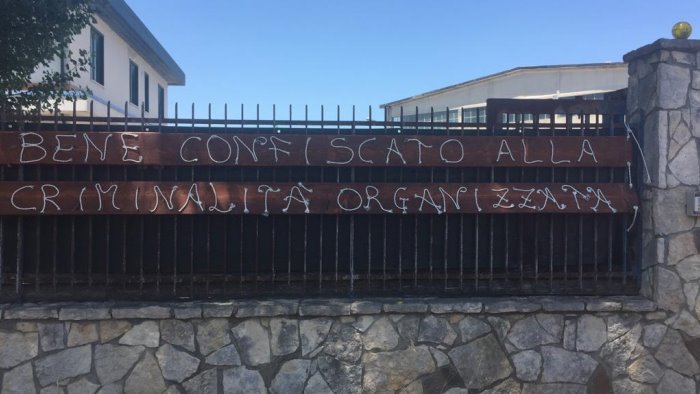 BENE CONFISCATO ALLA
CRIMINALITÀ ORGANIZZATA